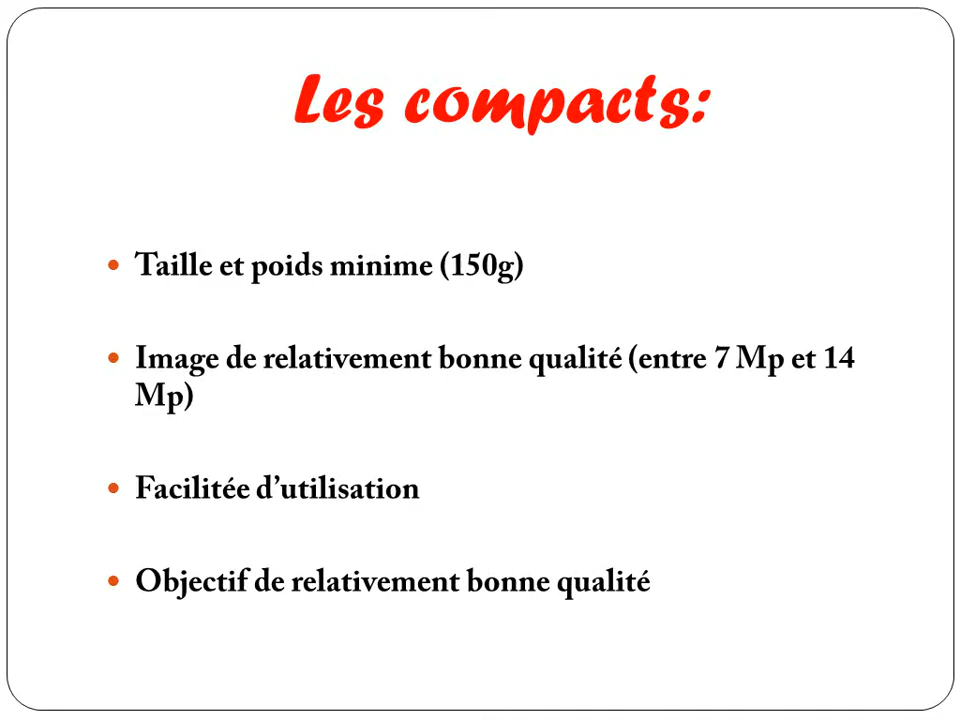 Les compacts:
• Taille et poids minime (150g)
• Image de relativement bonne qualité (entre 7 Mp et 14
Mp)
• Facilitée d’utilisation
• Objectif de relativement bonne qualité